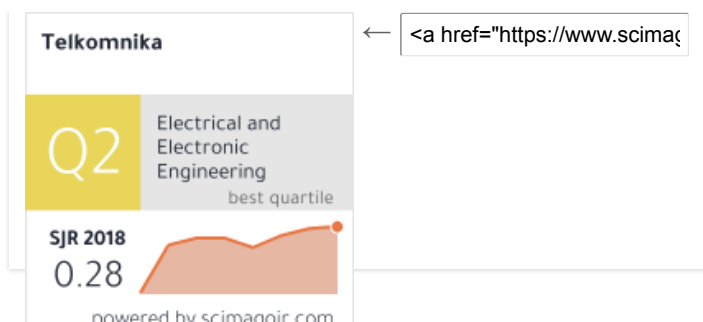 Telkomnika
← <a href="https://www.scimag
Q2
Electrical and
Electronic
Engineering
best quartile
SJR 2018
0.28
powered by scimagojr.com